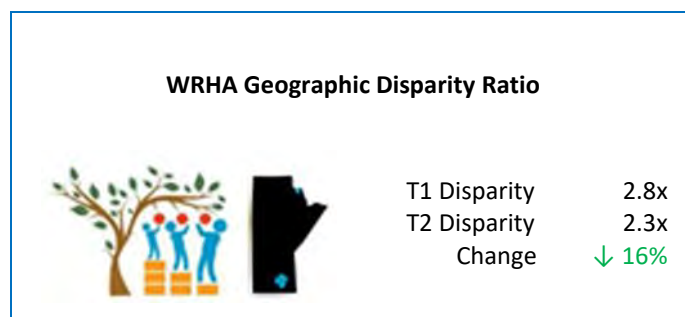 WRHA Geographic Disparity Ratio
T1 Disparity 2.8x
T2 Disparity 2.3x
Change ↓ 16%